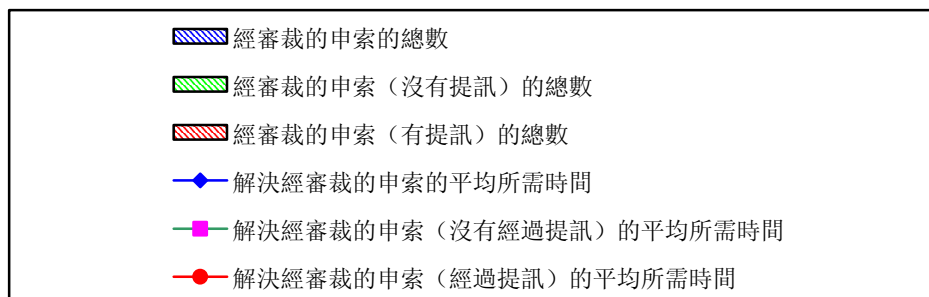 經審裁的申索的總數
經審裁的申索（沒有提訊）的總數
經審裁的申索（有提訊）的總數
解決經審裁的申索的平均所需時間
解決經審裁的申索（沒有經過提訊）的平均所需時間
解決經審裁的申索（經過提訊）的平均所需時間